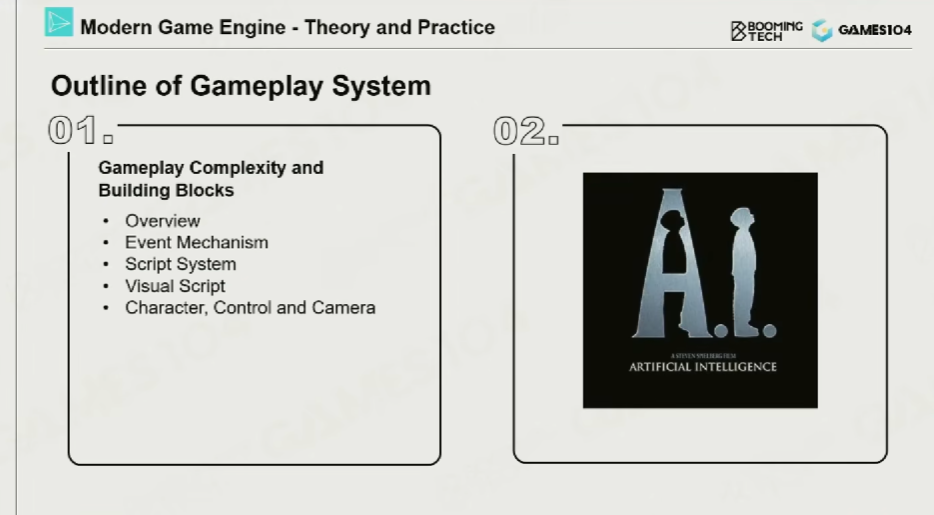 Modern Game Engine - Theory and Practice
BOOMING
TECH
GAMES104
Outline of Gameplay System
01.
Gameplay Complexity and
Building Blocks
• Overview
• Event Mechanism
• Script System
• Visual Script
• Character, Control and Camera
02.
A.I.
A STEVEN SPIELBERG FILM
ARTIFICIAL INTELLIGENCE